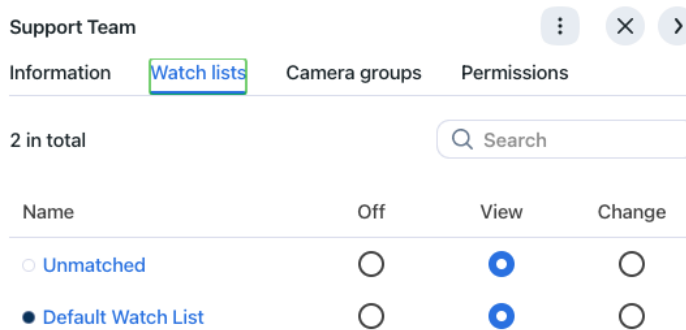 Support Team
Information Watch lists Camera groups Permissions
2 in total Search
Name Off View Change
Unmatched
Default Watch List